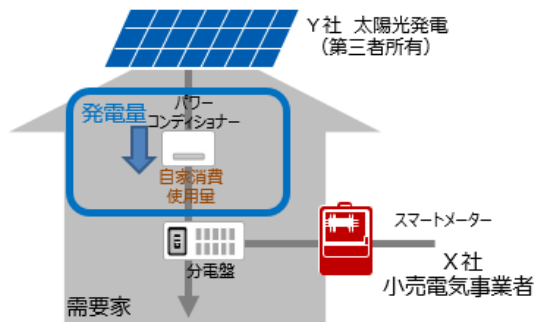 Y社 太陽光発電
（第三者所有）
発電量
パワー
コンディショナー
自家消費
使用量
スマートメーター
分電盤
X社
小売電気事業者
需要家